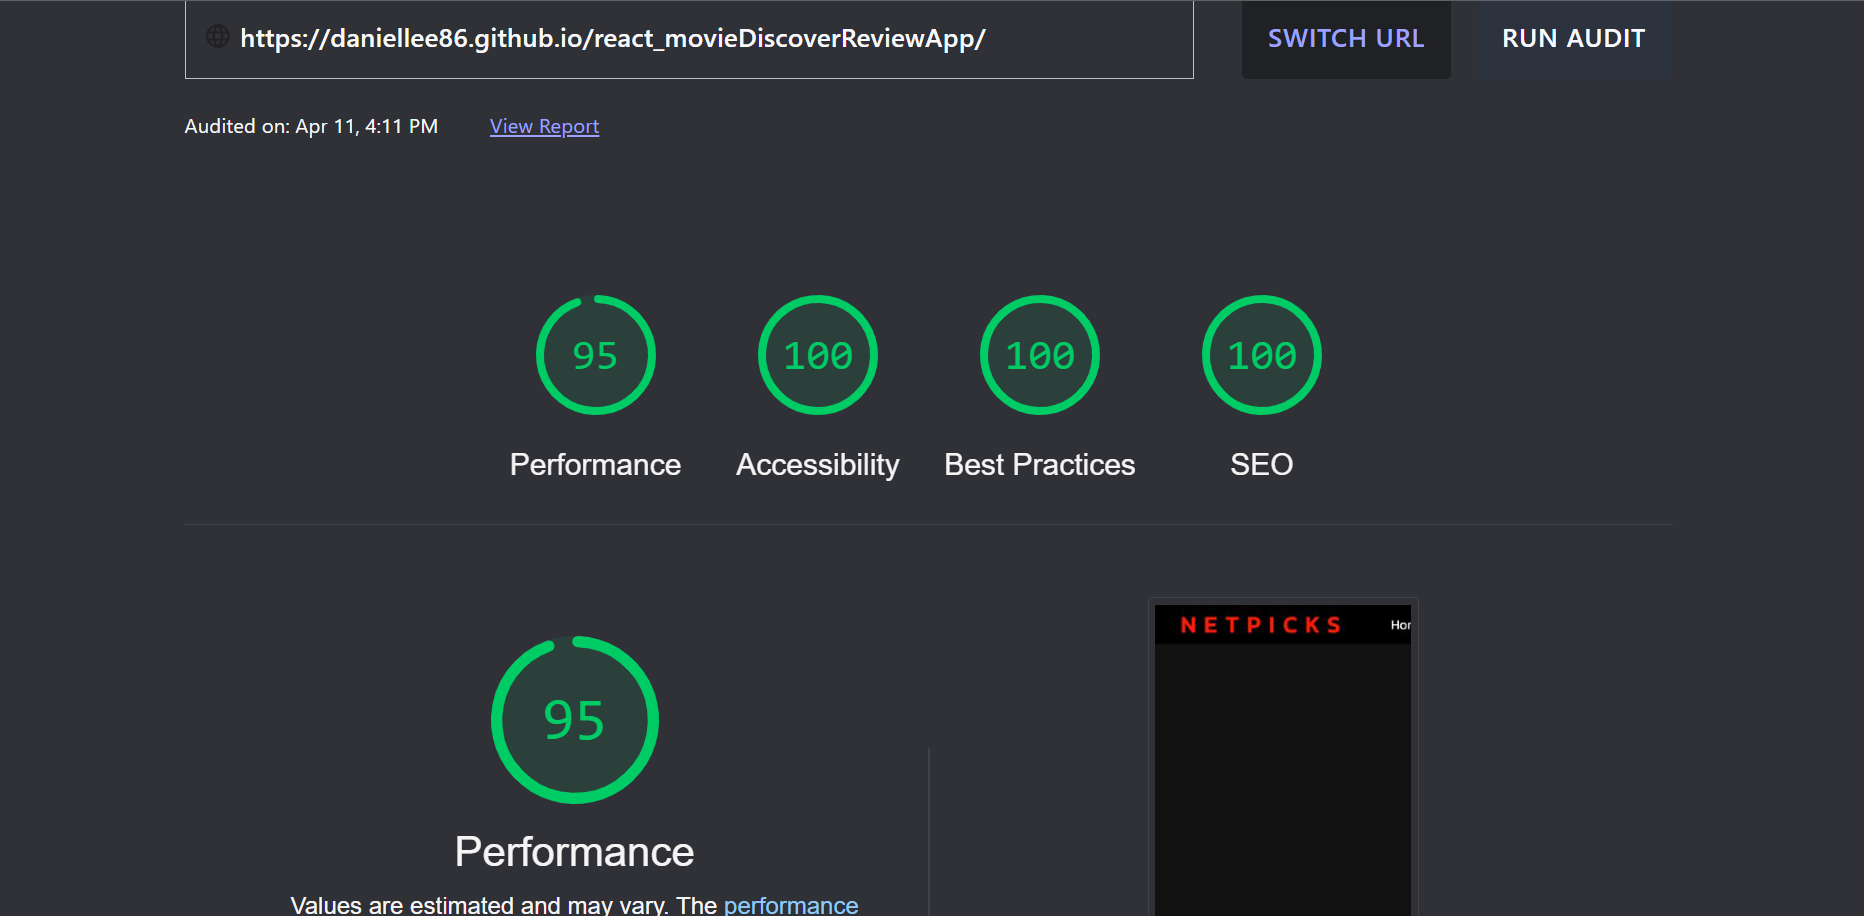 https://daniellee86.github.io/react_movieDiscoverReviewApp/
SWITCH URL
RUN AUDIT
Audited on: Apr 11, 4:11 PM
View Report
95
100
100
100
Performance
Accessibility
Best Practices
SEO
95
Performance
Values are estimated and may vary. The performance
NETPICKS
Hor